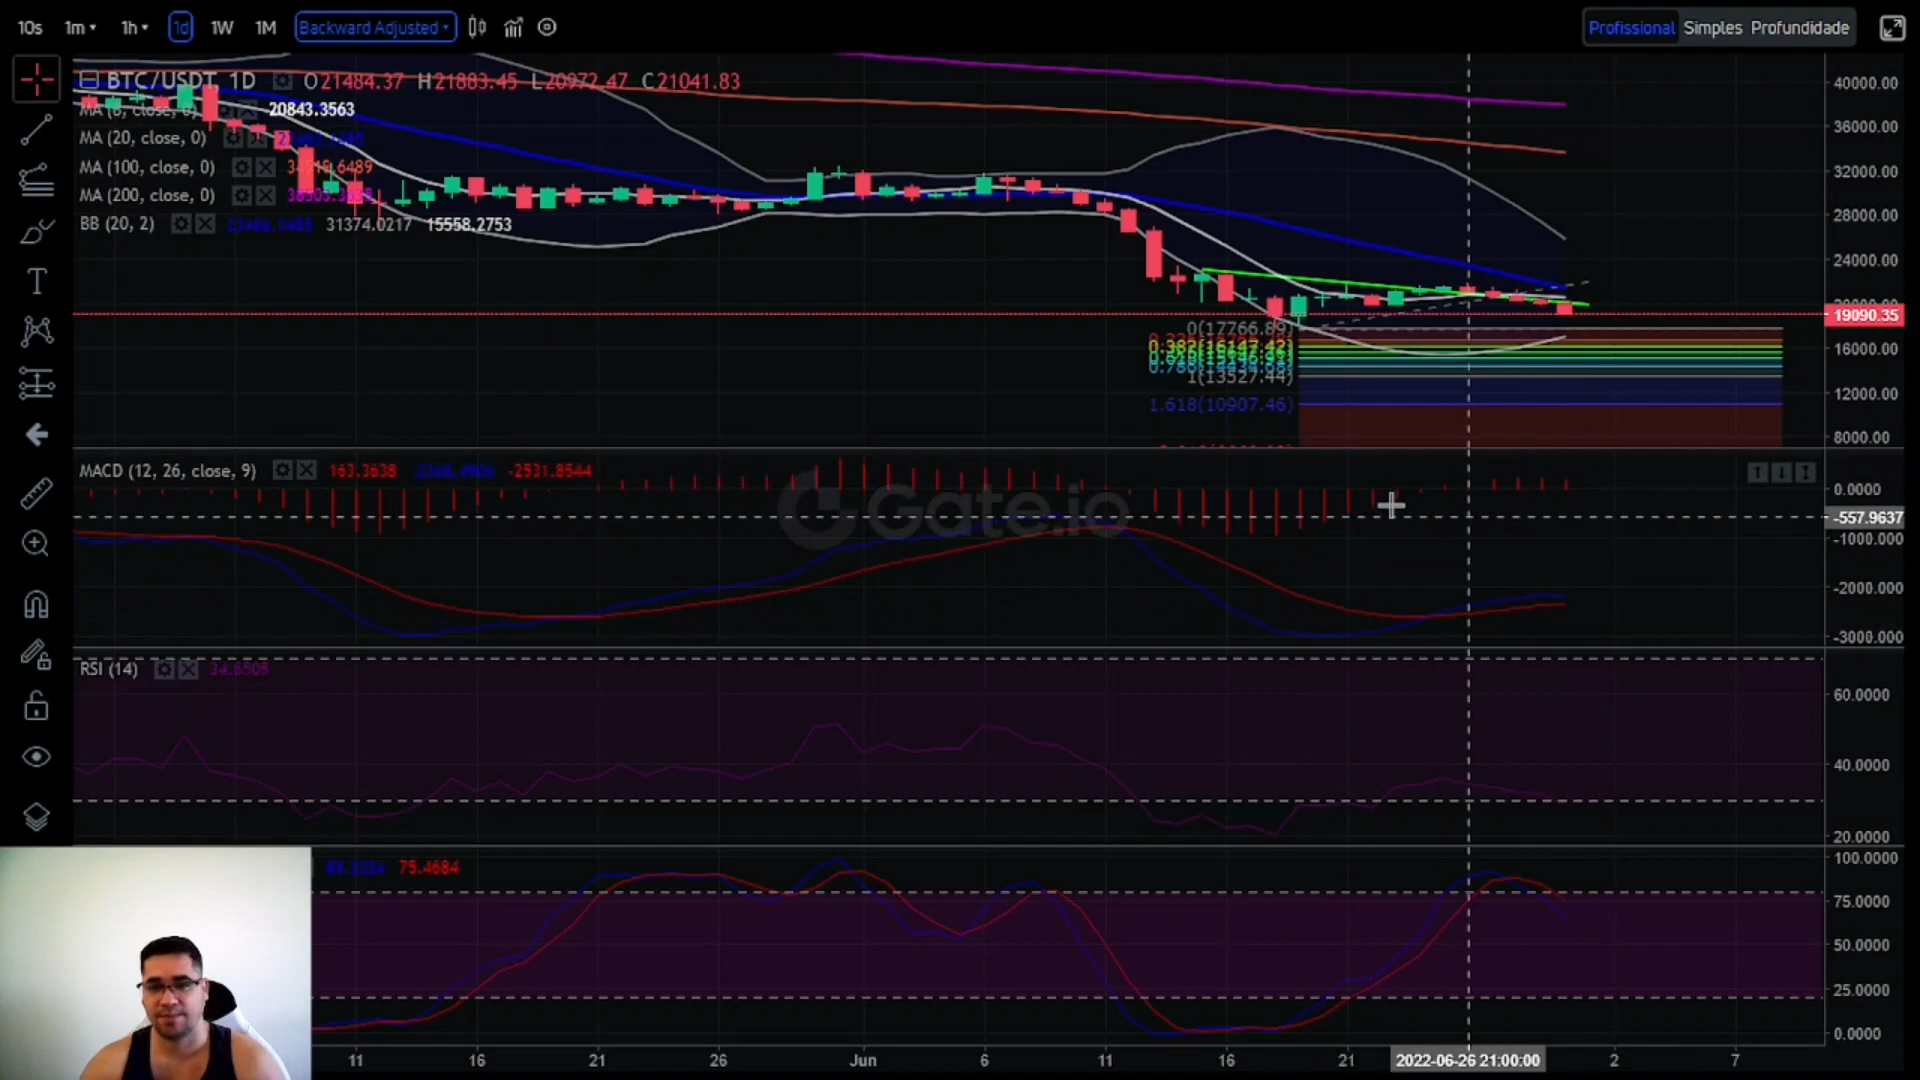 10s 1m 1h 1d 1W 1M Backward Adjusted Profissional Simples Profundidade
BTC/USDT, 1D O21484.37 H21883.45 L20972.47 C21041.83
20843.3563
MA (20, close, 0)
MA (100, close, 0)
MA (200, close, 0)
BB (20, 2) 31374.0217 15558.2753
40000.00
36000.00
32000.00
28000.00
24000.00
19090.35
16000.00
12000.00
8000.00
0(17766.89)
1(13527.44)
1.618(10907.46)
MACD (12, 26, close, 9) 163.3638 -2531.8544
Gate.io
0.0000
-557.9637
-1000.000
-2000.000
-3000.000
RSI (14) 34.6505
60.0000
40.0000
20.0000
75.4684
100.0000
75.0000
50.0000
25.0000
0.0000
11 16 21 26 Jun 6 11 16 21 2022-06-26 21:00:00 2 7